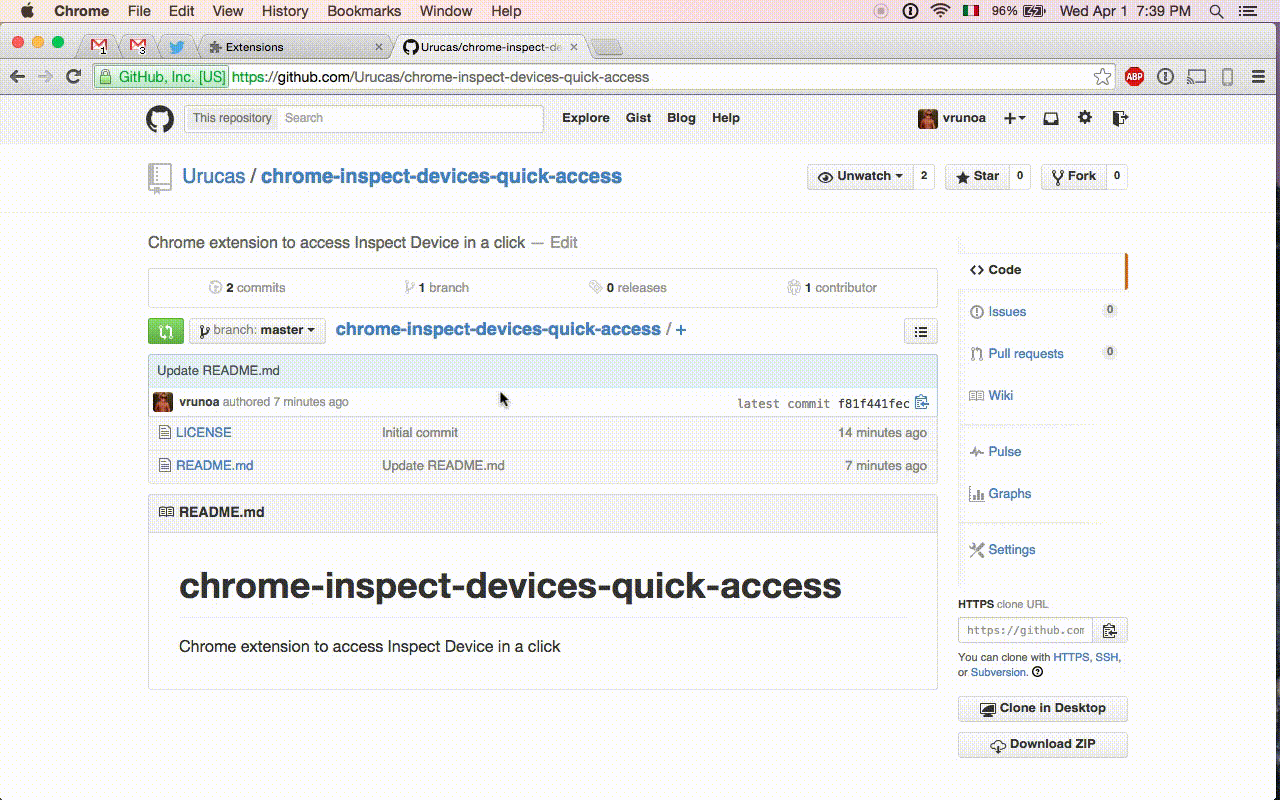 Chrome File Edit View History Bookmarks Window Help 96% Wed Apr 1 7:39 PM
1 3 Extensions × Urucas/chrome-inspect-de ×
GitHub, Inc. [US] https://github.com/Urucas/chrome-inspect-devices-quick-access ABP
This repository Search Explore Gist Blog Help vrunoa
Urucas / chrome-inspect-devices-quick-access Unwatch 2 Star 0 Fork 0
Chrome extension to access Inspect Device in a click — Edit
2 commits 1 branch 0 releases 1 contributor
branch: master chrome-inspect-devices-quick-access / +
Update README.md
vrunoa authored 7 minutes ago latest commit f81f441fec
LICENSE Initial commit 14 minutes ago
README.md Update README.md 7 minutes ago
README.md
chrome-inspect-devices-quick-access
Chrome extension to access Inspect Device in a click
Code
Issues 0
Pull requests 0
Wiki
Pulse
Graphs
Settings
HTTPS clone URL
https://github.com
You can clone with HTTPS, SSH,
or Subversion.
Clone in Desktop
Download ZIP